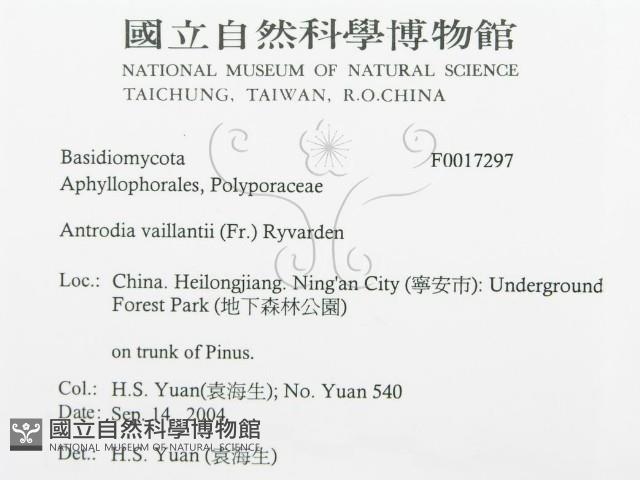 國立自然科學博物館
NATIONAL MUSEUM OF NATURAL SCIENCE
TAICHUNG, TAIWAN, R.O.CHINA
Basidiomycota F0017297
Aphyllophorales, Polyporaceae
Antrodia vaillantii (Fr.) Ryvarden
Loc.: China. Heilongjiang. Ning'an City (寧安市): Underground
Forest Park (地下森林公園)
on trunk of Pinus.
Col.: H.S. Yuan(袁海生); No. Yuan 540
Date: Sep. 14, 2004
國立自然科學博物館
NATIONAL MUSEUM OF NATURAL SCIENCE
Det.: H.S. Yuan (袁海生)